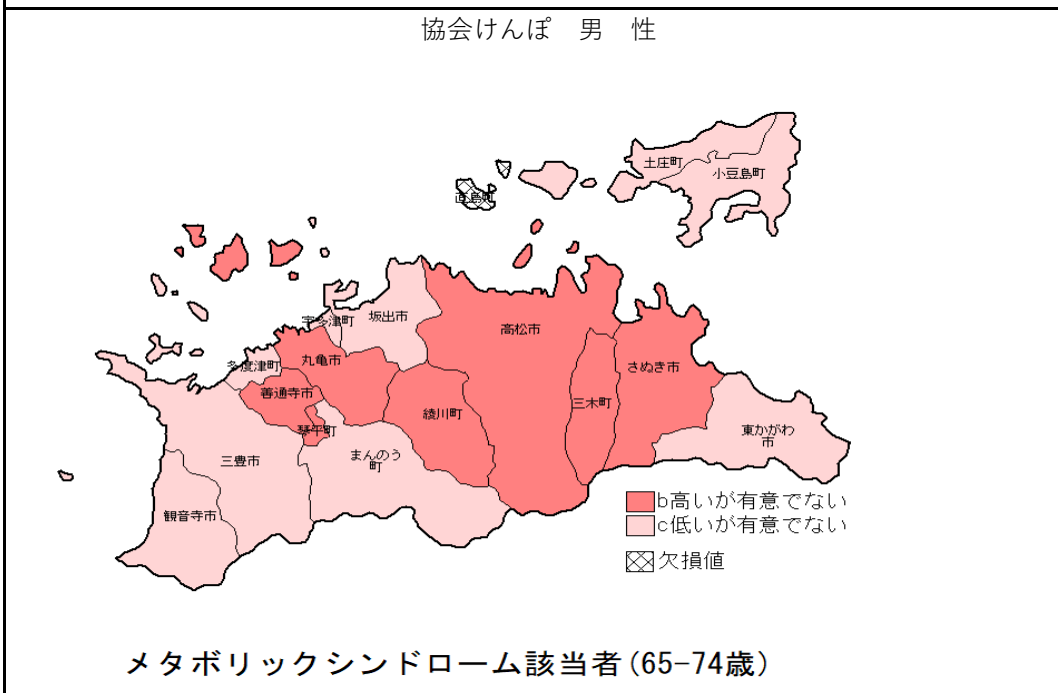 協会けんぽ　男　性
土庄町
小豆島町
直島町
宇多津町
坂出市
高松市
多度津町
丸亀市
さぬき市
善通寺市
綾川町
三木町
琴平町
東かがわ
市
三豊市
まんのう
町
観音寺市
b高いが有意でない
c低いが有意でない
欠損値
メタボリックシンドローム該当者(65-74歳)